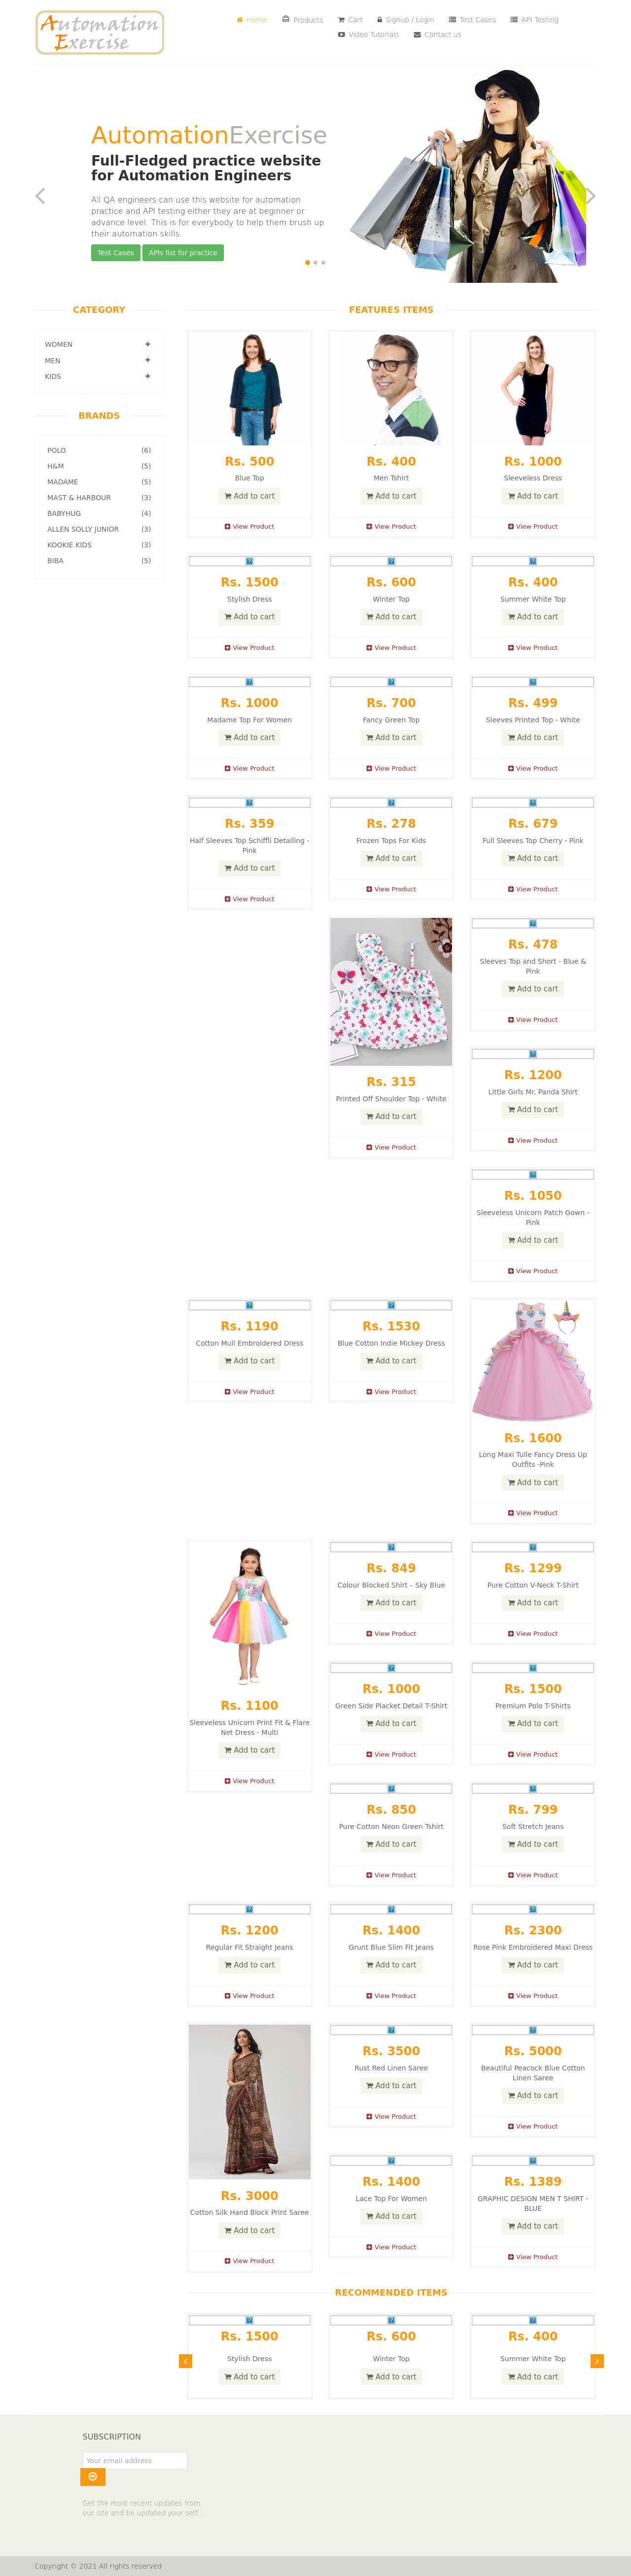 Automation
Exercise
Home
Products
Cart
Signup / Login
Test Cases
API Testing
Video Tutorials
Contact us
AutomationExercise
Full-Fledged practice website
for Automation Engineers
All QA engineers can use this website for automation
practice and API testing either they are at beginner or
advance level. This is for everybody to help them brush up
their automation skills.
Test Cases
APIs list for practice
CATEGORY
WOMEN
MEN
KIDS
BRANDS
POLO (6)
H&M (5)
MADAME (5)
MAST & HARBOUR (3)
BABYHUG (4)
ALLEN SOLLY JUNIOR (3)
KOOKIE KIDS (3)
BIBA (5)
FEATURES ITEMS
Rs. 500
Blue Top
Add to cart
View Product
Rs. 400
Men Tshirt
Add to cart
View Product
Rs. 1000
Sleeveless Dress
Add to cart
View Product
Rs. 1500
Stylish Dress
Add to cart
View Product
Rs. 600
Winter Top
Add to cart
View Product
Rs. 400
Summer White Top
Add to cart
View Product
Rs. 1000
Madame Top For Women
Add to cart
View Product
Rs. 700
Fancy Green Top
Add to cart
View Product
Rs. 499
Sleeves Printed Top - White
Add to cart
View Product
Rs. 359
Half Sleeves Top Schiffli Detailing -
Pink
Add to cart
View Product
Rs. 278
Frozen Tops For Kids
Add to cart
View Product
Rs. 679
Full Sleeves Top Cherry - Pink
Add to cart
View Product
Rs. 315
Printed Off Shoulder Top - White
Add to cart
View Product
Rs. 478
Sleeves Top and Short - Blue &
Pink
Add to cart
View Product
Rs. 1200
Little Girls Mr. Panda Shirt
Add to cart
View Product
Rs. 1050
Sleeveless Unicorn Patch Gown -
Pink
Add to cart
View Product
Rs. 1190
Cotton Mull Embroidered Dress
Add to cart
View Product
Rs. 1530
Blue Cotton Indie Mickey Dress
Add to cart
View Product
Rs. 1600
Long Maxi Tulle Fancy Dress Up
Outfits -Pink
Add to cart
View Product
Rs. 1100
Sleeveless Unicorn Print Fit & Flare
Net Dress - Multi
Add to cart
View Product
Rs. 849
Colour Blocked Shirt – Sky Blue
Add to cart
View Product
Rs. 1299
Pure Cotton V-Neck T-Shirt
Add to cart
View Product
Rs. 1000
Green Side Placket Detail T-Shirt
Add to cart
View Product
Rs. 1500
Premium Polo T-Shirts
Add to cart
View Product
Rs. 850
Pure Cotton Neon Green Tshirt
Add to cart
View Product
Rs. 799
Soft Stretch Jeans
Add to cart
View Product
Rs. 1200
Regular Fit Straight Jeans
Add to cart
View Product
Rs. 1400
Grunt Blue Slim Fit Jeans
Add to cart
View Product
Rs. 2300
Rose Pink Embroidered Maxi Dress
Add to cart
View Product
Rs. 3000
Cotton Silk Hand Block Print Saree
Add to cart
View Product
Rs. 3500
Rust Red Linen Saree
Add to cart
View Product
Rs. 5000
Beautiful Peacock Blue Cotton
Linen Saree
Add to cart
View Product
Rs. 1400
Lace Top For Women
Add to cart
View Product
Rs. 1389
GRAPHIC DESIGN MEN T SHIRT -
BLUE
Add to cart
View Product
RECOMMENDED ITEMS
Rs. 1500
Stylish Dress
Add to cart
Rs. 600
Winter Top
Add to cart
Rs. 400
Summer White Top
Add to cart
SUBSCRIPTION
Your email address
Get the most recent updates from
our site and be updated your self...
Copyright © 2021 All rights reserved